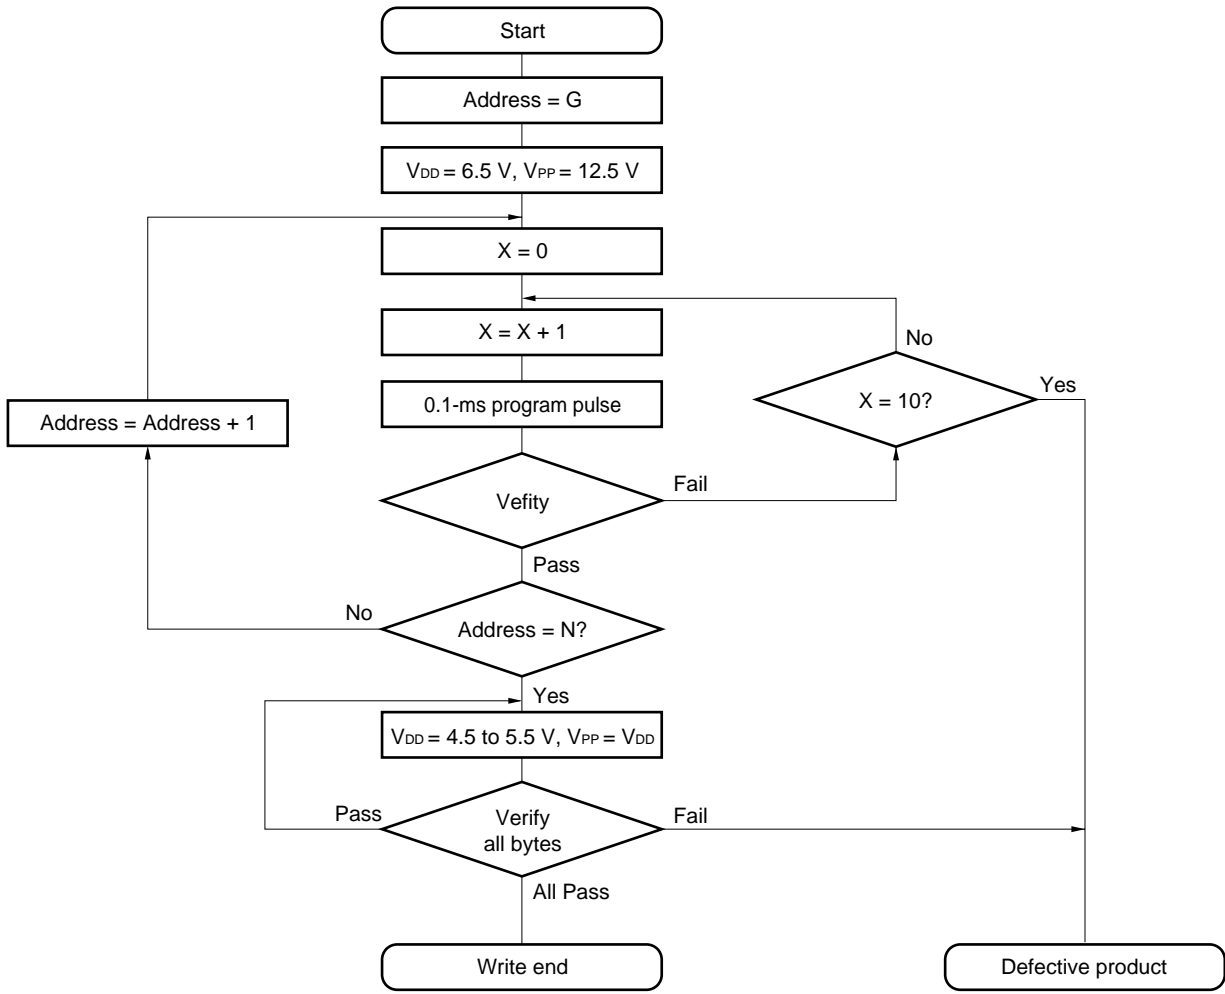 Start
Address = G
VDD = 6.5 V, VPP = 12.5 V
X = 0
X = X + 1
No
Yes
X = 10?
0.1-ms program pulse
Address = Address + 1
Fail
Vefity
Pass
No
Address = N?
Yes
VDD = 4.5 to 5.5 V, VPP = VDD
Pass
Fail
Verify
all bytes
All Pass
Write end
Defective product